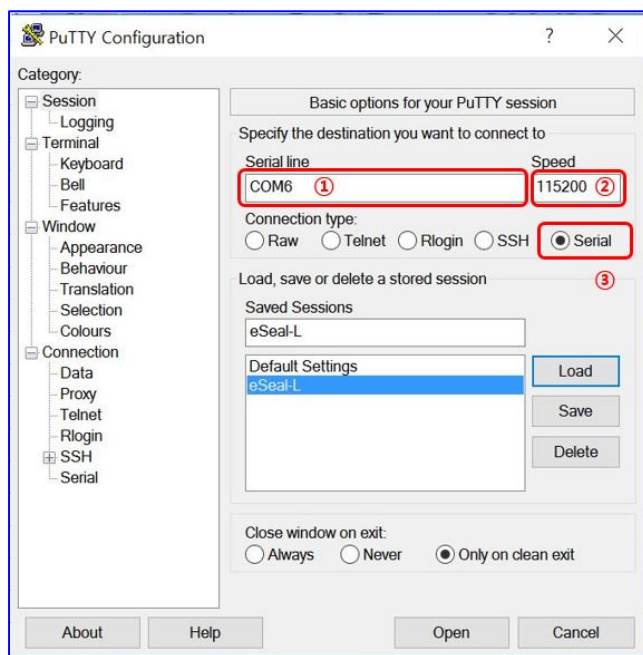 PuTTY Configuration
? 
Category:
Session
Logging
Terminal
Keyboard
Bell
Features
Window
Appearance
Behaviour
Translation
Selection
Colours
Connection
Data
Proxy
Telnet
Rlogin
SSH
Serial
Basic options for your PuTTY session
Specify the destination you want to connect to
Serial line
Speed
COM6 ①
115200 ②
Connection type:
Raw Telnet Rlogin SSH Serial
③
Load, save or delete a stored session
Saved Sessions
eSeal-L
Default Settings
eSeal-L
Load
Save
Delete
Close window on exit:
Always Never Only on clean exit
About Help Open Cancel